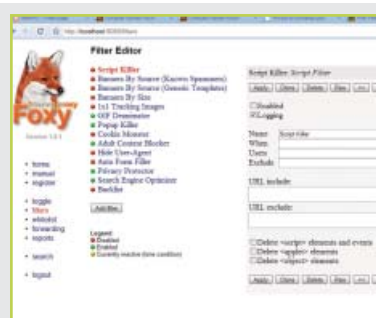 Filter Editor
Script Killer
Banners By Source (Known Spammers)
Banners By Source (Generic Templates)
Banners By Size
1x1 Tracking Images
GIF Deanimator
Popup Killer
Cookie Monster
Adult Content Blocker
Hide User-Agent
Auto Form Filler
Privacy Protector
Search Engine Optimizer
Add filter
Legend:
Disabled
Enabled
Currently inactive (time condition)
Foxy
home
manual
register
toggle
filters
whitelist
forwarding
reports
search
logout
Script Killer: Script Filter
Apply Clone Delete
Enabled
Logging
Name Script Killer
When
Users
Exclude
URL include:
URL exclude:
Delete <script> elements and events
Delete <applet> elements
Delete <object> elements
Apply Clone Delete